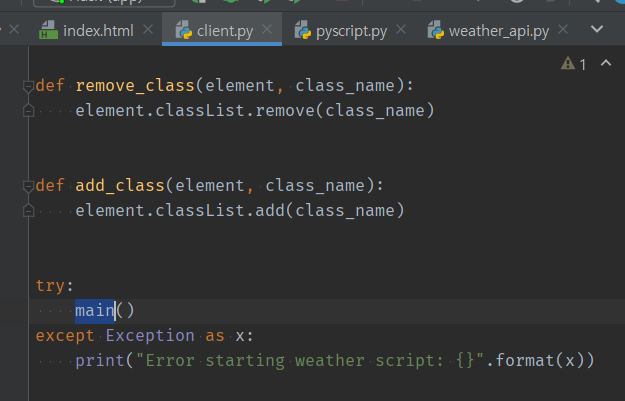 index.html client.py pyscript.py weather_api.py
1
def remove_class(element, class_name):
    element.classList.remove(class_name)
def add_class(element, class_name):
    element.classList.add(class_name)
try:
    main()
except Exception as x:
    print("Error starting weather script: {}".format(x))